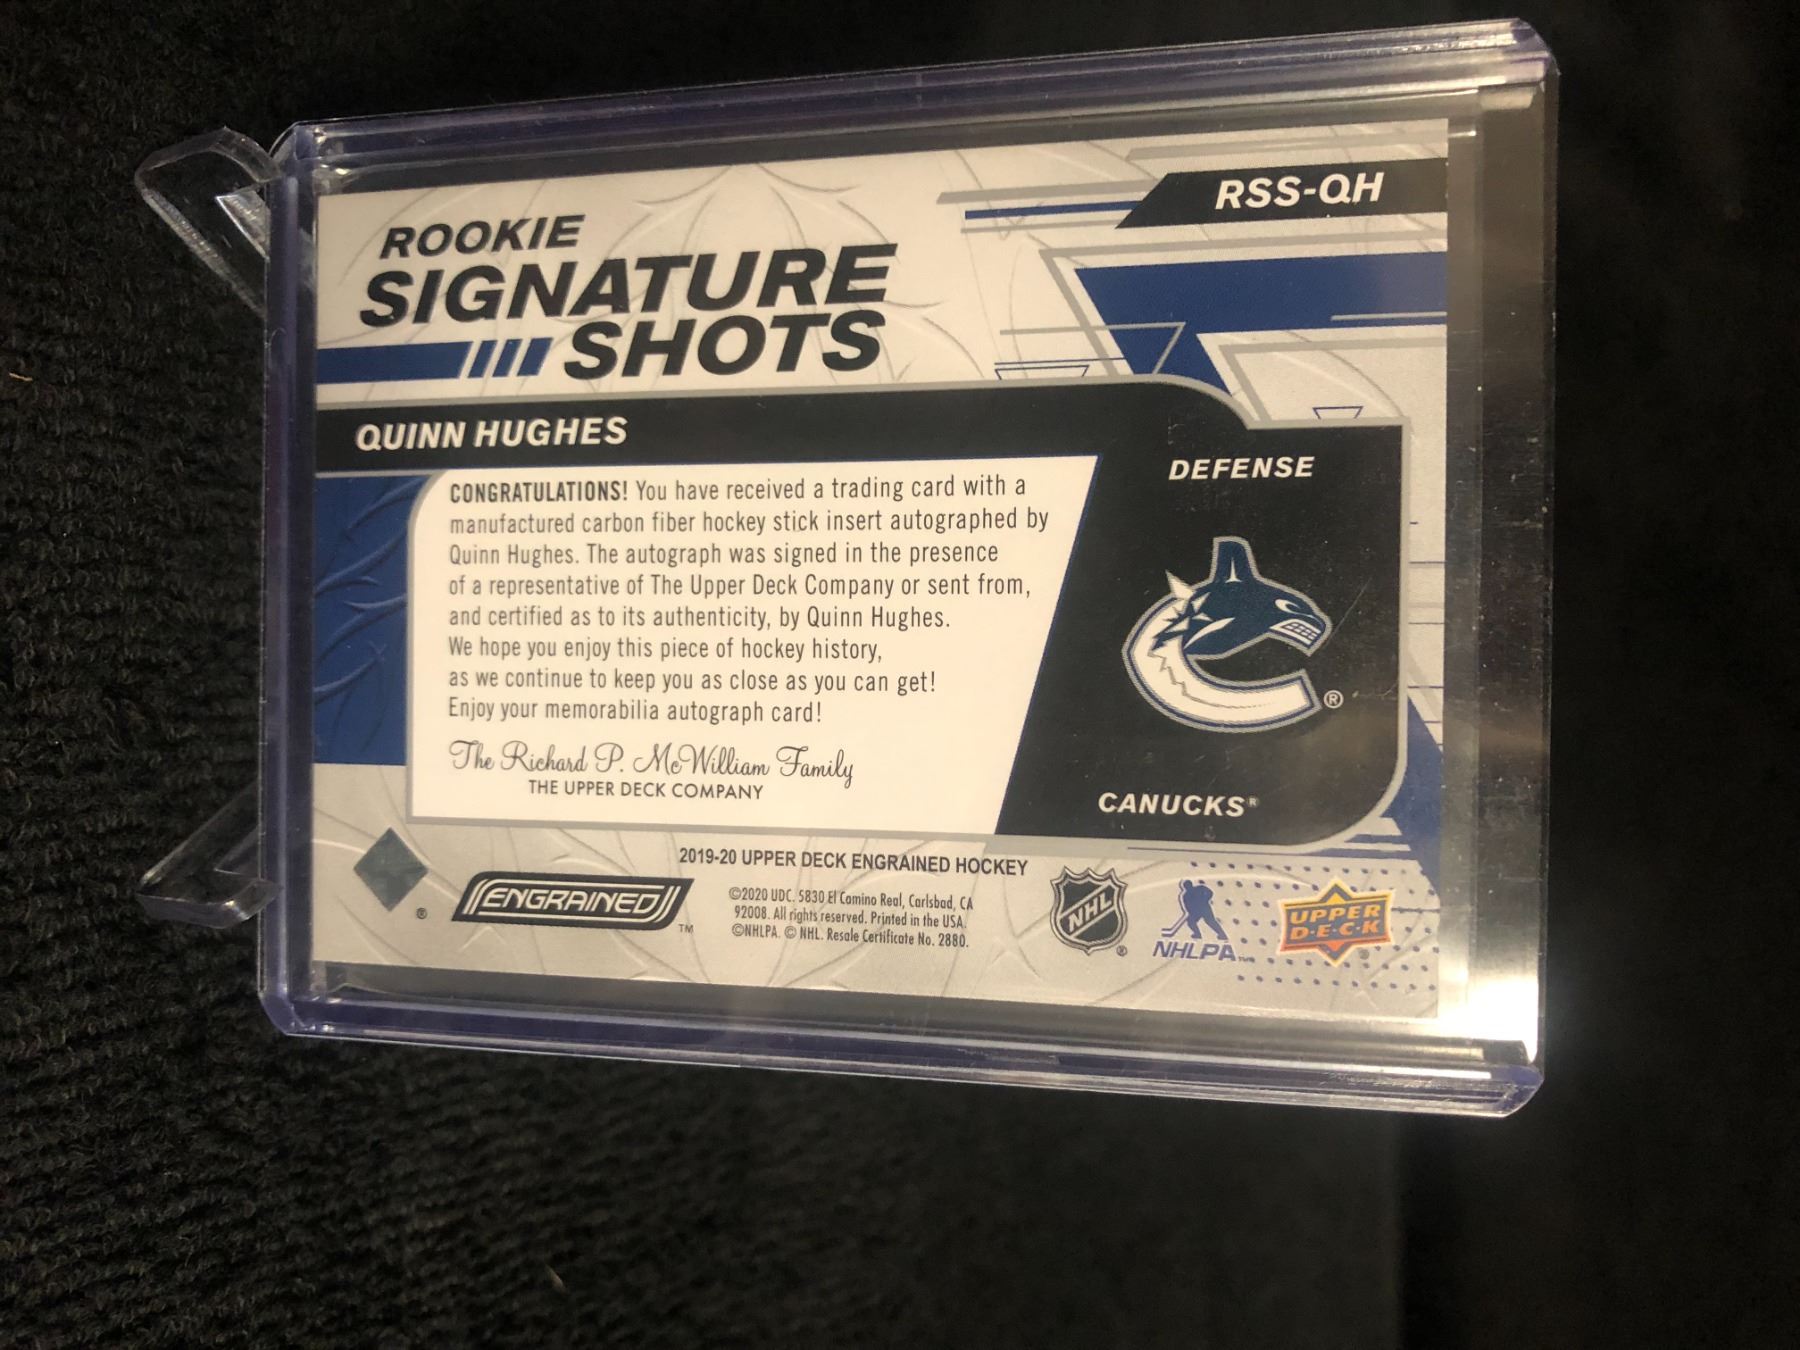 RSS-QH
ROOKIE
SIGNATURE
SHOTS
QUINN HUGHES
DEFENSE
CONGRATULATIONS! You have received a trading card with a
manufactured carbon fiber hockey stick insert autographed by
Quinn Hughes. The autograph was signed in the presence
of a representative of The Upper Deck Company or sent from,
and certified as to its authenticity, by Quinn Hughes.
We hope you enjoy this piece of hockey history,
as we continue to keep you as close as you can get!
Enjoy your memorabilia autograph card!
The Richard P. McWilliam Family
THE UPPER DECK COMPANY
®
CANUCKS®
2019-20 UPPER DECK ENGRAINED HOCKEY
®
ENGRAINED™
©2020 UDC. 5830 El Camino Real, Carlsbad, CA
92008. All rights reserved. Printed in the USA.
©NHLPA. © NHL. Resale Certificate No. 2880.
NHL®
NHLPA™
UPPER
D·E·C·K®